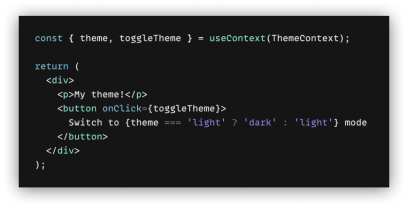 const { theme, toggleTheme } = useContext(ThemeContext);

return (
  <div>
    <p>My theme!</p>
    <button onClick={toggleTheme}>
      Switch to {theme === 'light' ? 'dark' : 'light'} mode
    </button>
  </div>
);